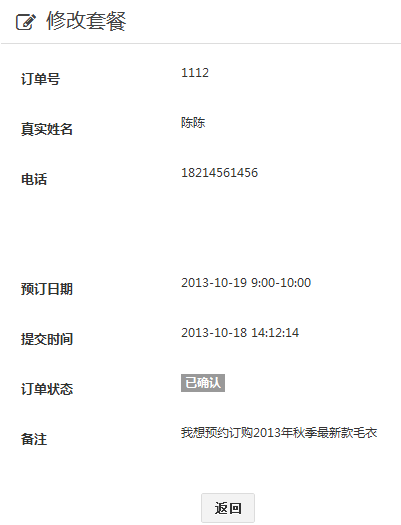 修改套餐
订单号 1112
真实姓名 陈陈
电话 18214561456
预订日期 2013-10-19 9:00-10:00
提交时间 2013-10-18 14:12:14
订单状态 已确认
备注 我想预约订购2013年秋季最新款毛衣
返回